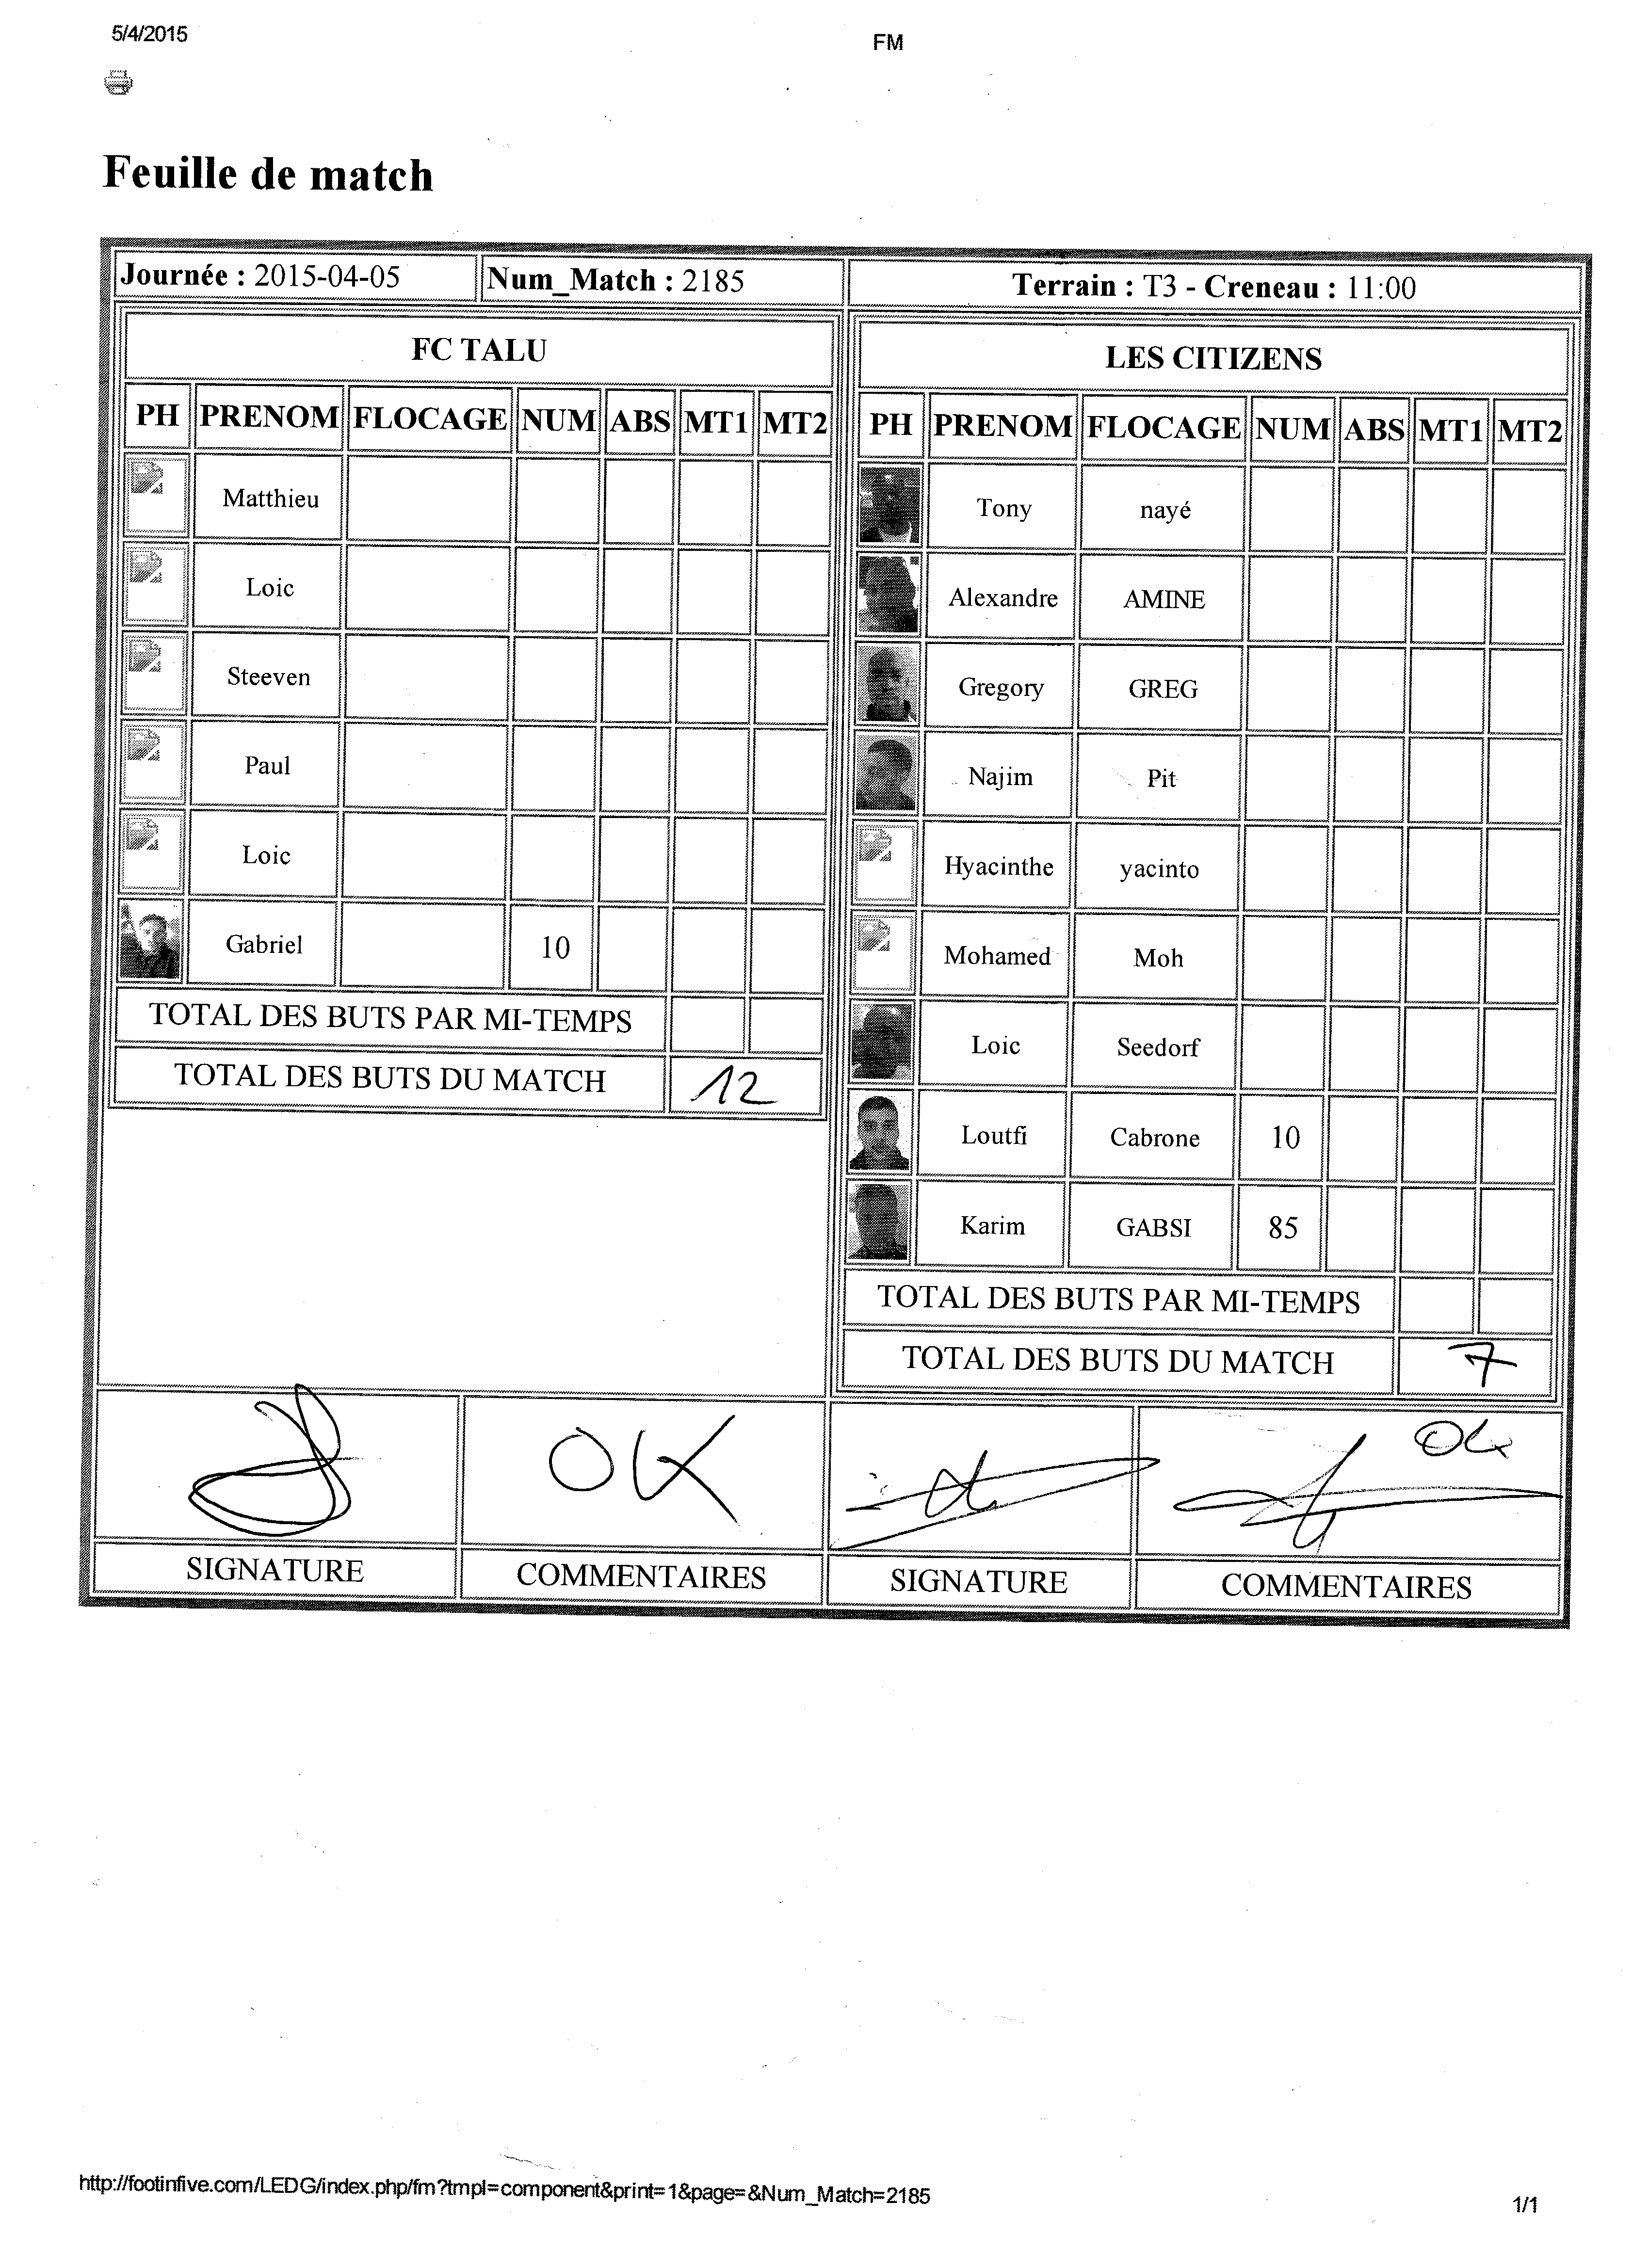 5/4/2015
FM
Feuille de match
Journée : 2015-04-05
Num_Match : 2185
Terrain : T3 - Creneau : 11:00
FC TALU
PH PRENOM FLOCAGE NUM ABS MT1 MT2
Matthieu
Loic
Steeven
Paul
Loic
Gabriel 10
TOTAL DES BUTS PAR MI-TEMPS
TOTAL DES BUTS DU MATCH 12
LES CITIZENS
PH PRENOM FLOCAGE NUM ABS MT1 MT2
Tony nayé
Alexandre AMINE
Gregory GREG
Najim Pit
Hyacinthe yacinto
Mohamed Moh
Loic Seedorf
Loutfi Cabrone 10
Karim GABSI 85
TOTAL DES BUTS PAR MI-TEMPS
TOTAL DES BUTS DU MATCH 7
OK
OK
SIGNATURE COMMENTAIRES SIGNATURE COMMENTAIRES
http://footinfive.com/LEDG/index.php/fm?tmpl=component&print=1&page=&Num_Match=2185
1/1